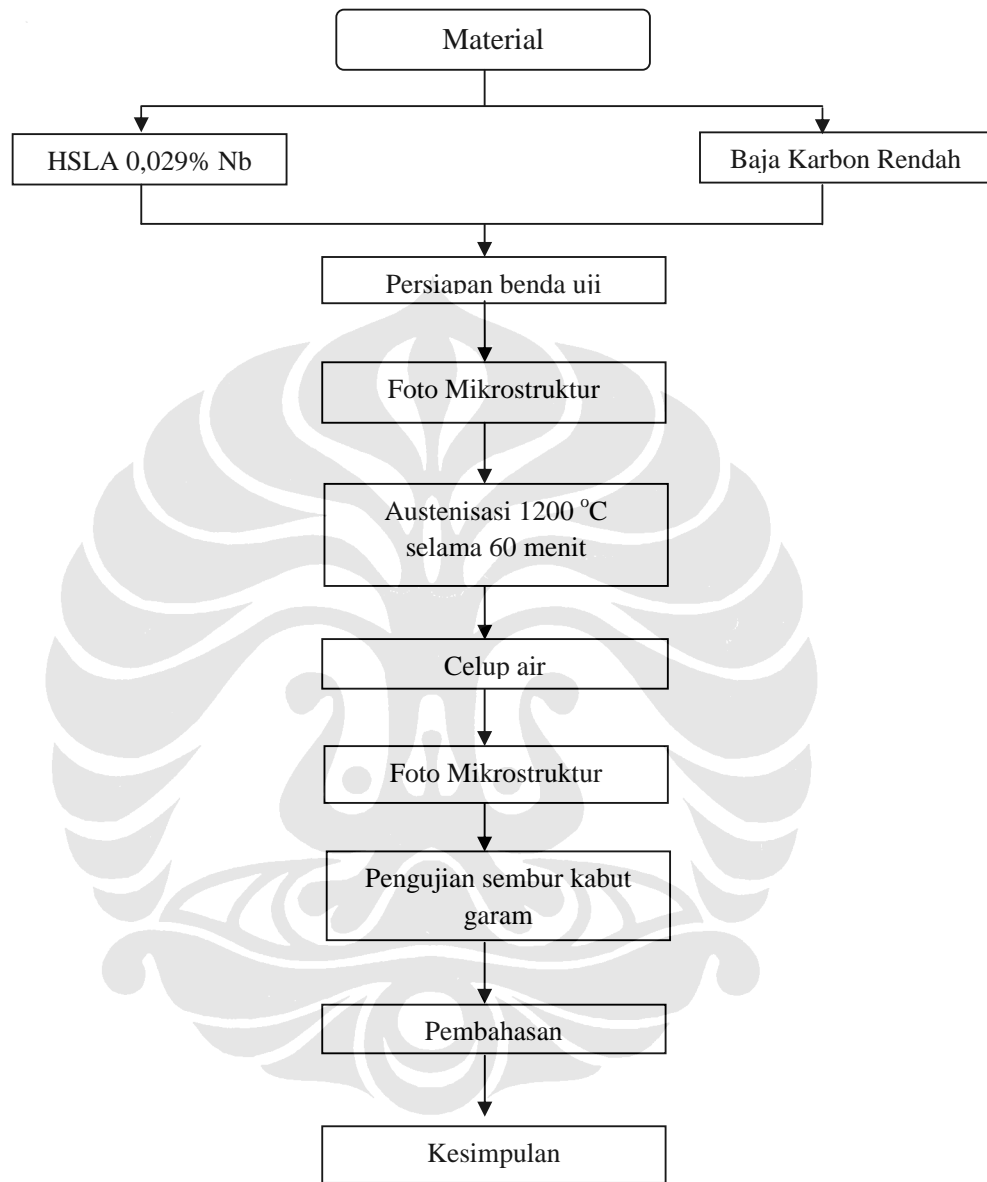 Material
HSLA 0,029% Nb
Baja Karbon Rendah
Persiapan benda uji
Foto Mikrostruktur
Austenisasi 1200 °C
selama 60 menit
Celup air
Foto Mikrostruktur
Pengujian sembur kabut
garam
Pembahasan
Kesimpulan